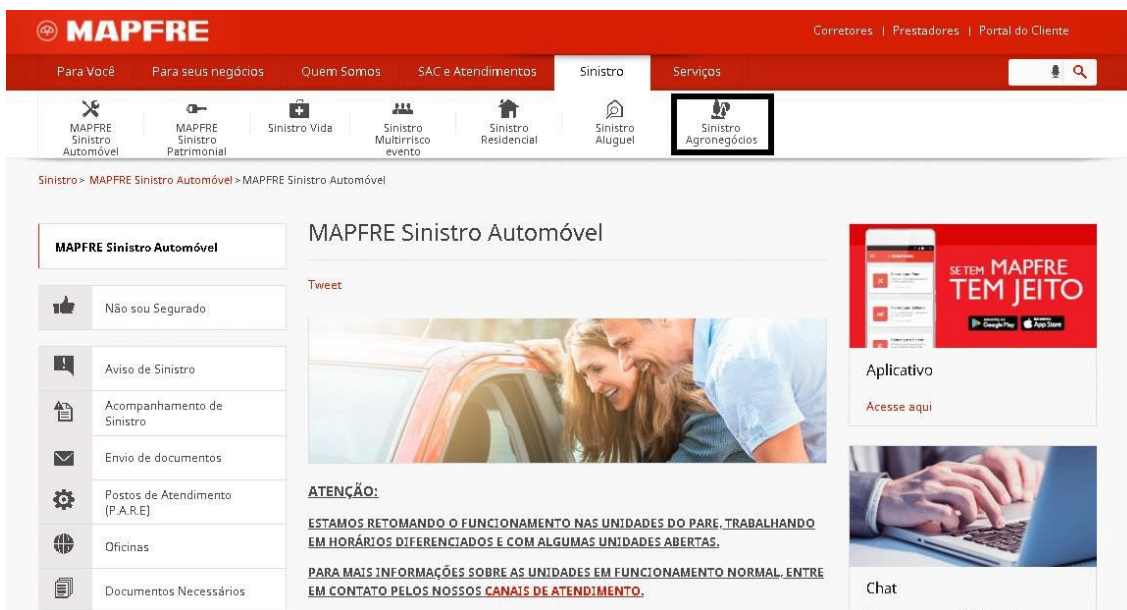 MAPFRE
Corretores | Prestadores | Portal do Cliente
Para Você Para seus negócios Quem Somos SAC e Atendimentos Sinistro Serviços
MAPFRE
Sinistro
Automóvel
MAPFRE
Sinistro
Patrimonial
Sinistro Vida
Sinistro
Multirrisco
evento
Sinistro
Residencial
Sinistro
Aluguel
Sinistro
Agronegócios
Sinistro > MAPFRE Sinistro Automóvel > MAPFRE Sinistro Automóvel
MAPFRE Sinistro Automóvel
Não sou Segurado
Aviso de Sinistro
Acompanhamento de
Sinistro
Envio de documentos
Postos de Atendimento
(P.A.R.E)
Oficinas
Documentos Necessários
MAPFRE Sinistro Automóvel
Tweet
ATENÇÃO:
ESTAMOS RETOMANDO O FUNCIONAMENTO NAS UNIDADES DO PARE, TRABALHANDO
EM HORÁRIOS DIFERENCIADOS E COM ALGUMAS UNIDADES ABERTAS.
PARA MAIS INFORMAÇÕES SOBRE AS UNIDADES EM FUNCIONAMENTO NORMAL, ENTRE
EM CONTATO PELOS NOSSOS CANAIS DE ATENDIMENTO.
SE TEM MAPFRE
TEM JEITO
Google Play App Store
Aplicativo
Acesse aqui
Chat